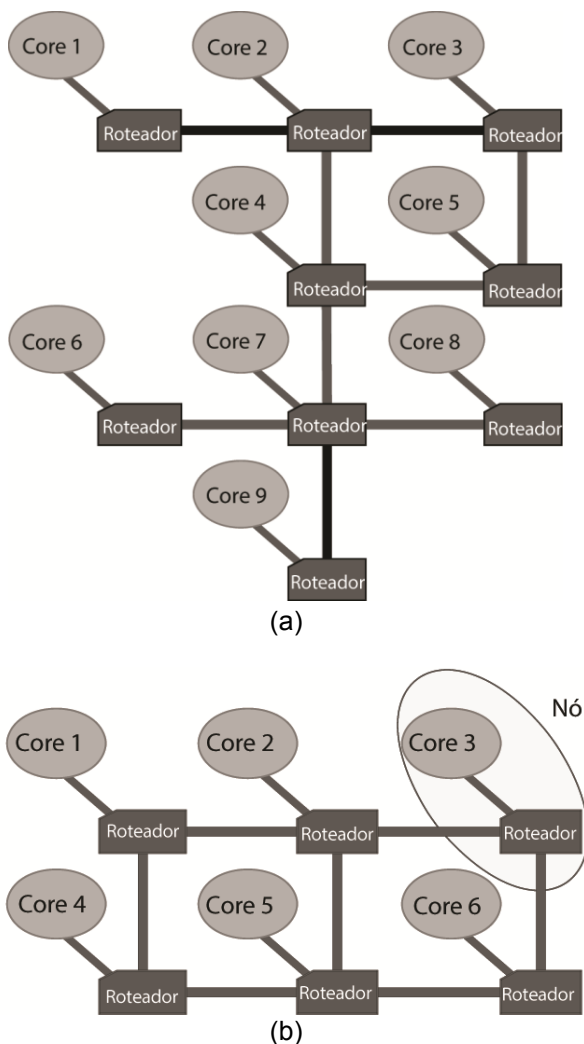 Core 1
Core 2
Core 3
Roteador
Roteador
Roteador
Core 4
Core 5
Roteador
Roteador
Core 6
Core 7
Core 8
Roteador
Roteador
Roteador
Core 9
Roteador
(a)
Nó
Core 1
Core 2
Core 3
Roteador
Roteador
Roteador
Core 4
Core 5
Core 6
Roteador
Roteador
Roteador
(b)